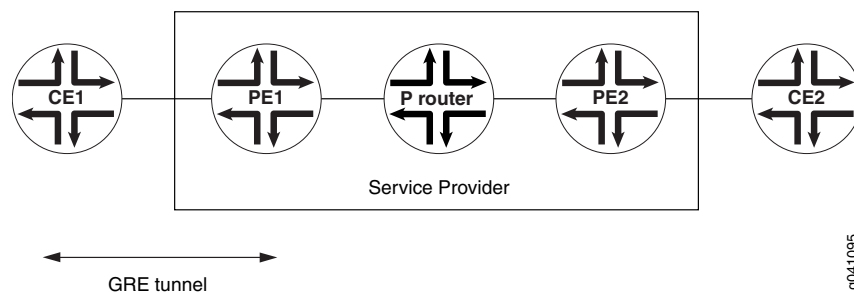 CE1
PE1
P router
PE2
CE2
Service Provider
GRE tunnel
g041095